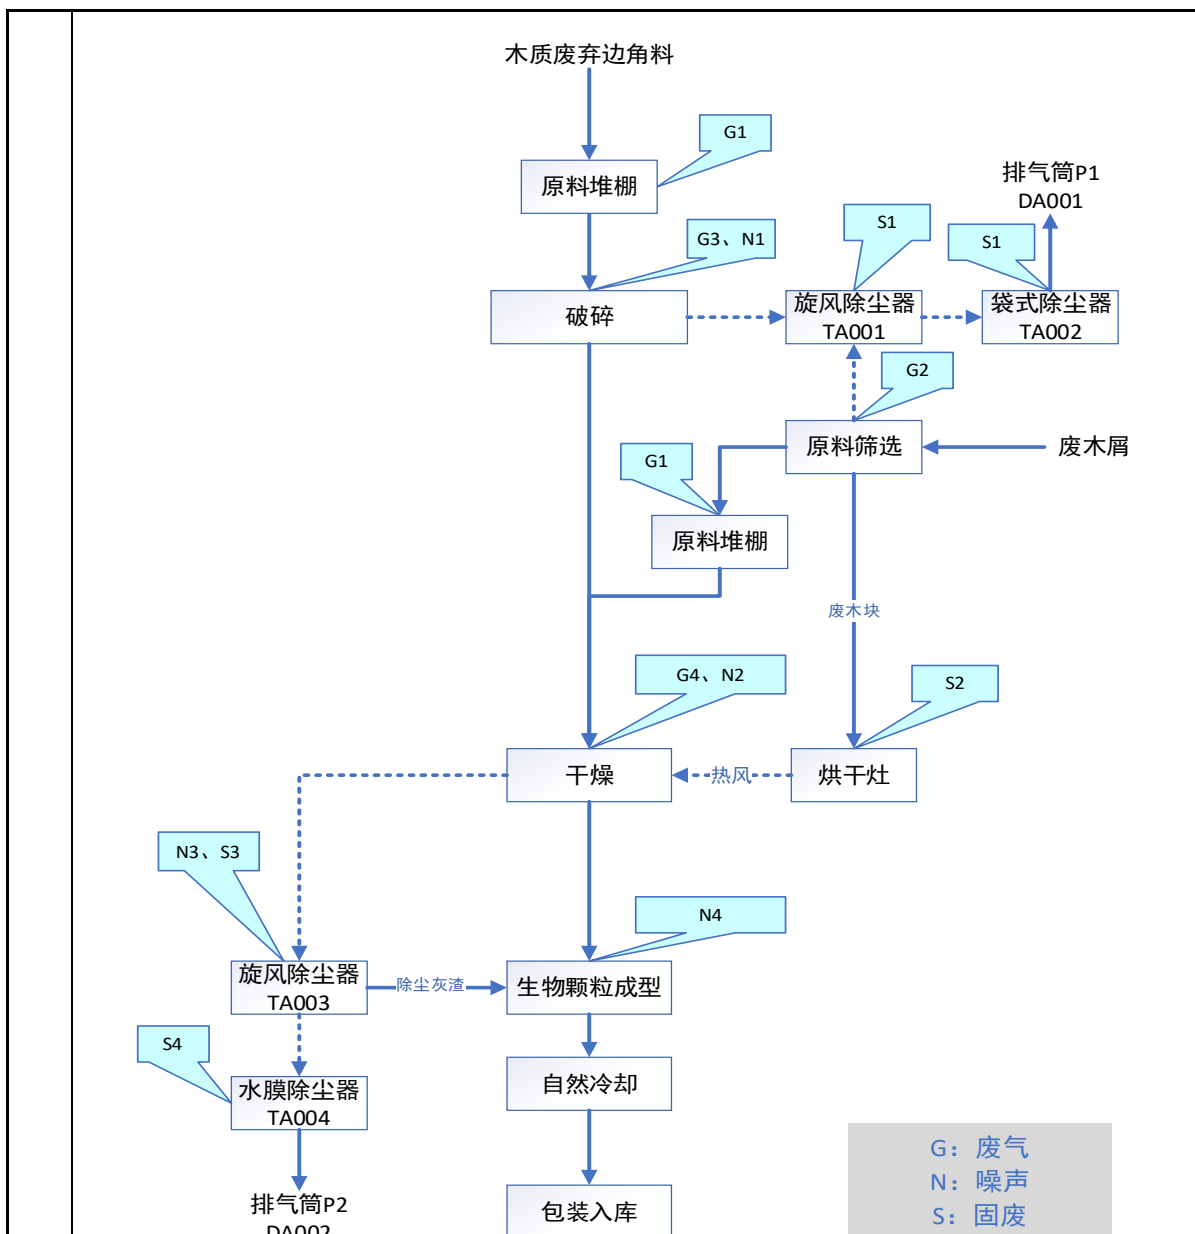 木质废弃边角料
G1
原料堆棚
排气筒P1
DA001
S1
S1
G3、N1
破碎
旋风除尘器
TA001
袋式除尘器
TA002
G2
原料筛选
废木屑
G1
原料堆棚
废木块
G4、N2
S2
干燥
热风
烘干灶
N3、S3
N4
旋风除尘器
TA003
除尘灰渣
生物颗粒成型
S4
水膜除尘器
TA004
自然冷却
排气筒P2
DA002
包装入库
G：废气
N：噪声
S：固废